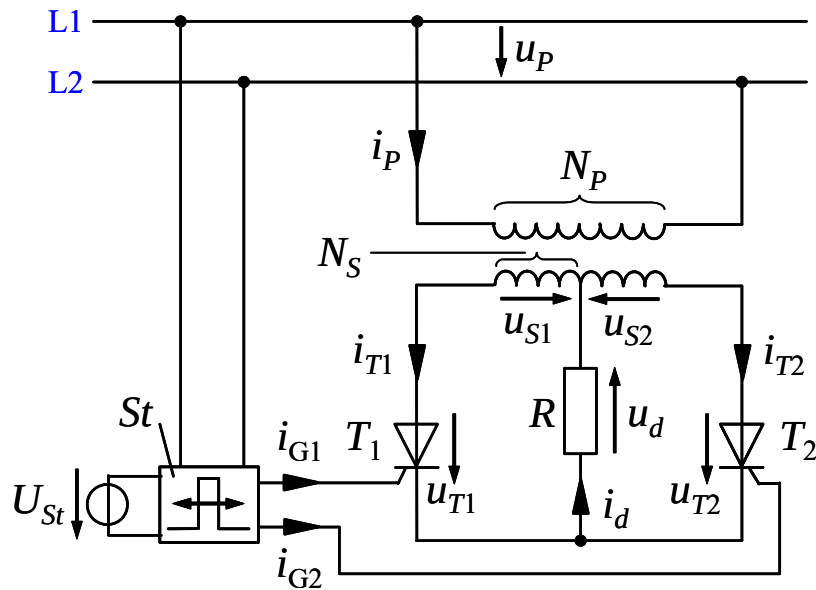 L1
u_P
L2
i_P
N_P
N_S
u_S1
u_S2
i_T1
i_T2
St
i_G1
T_1
R
u_d
T_2
U_St
u_T1
i_d
u_T2
i_G2